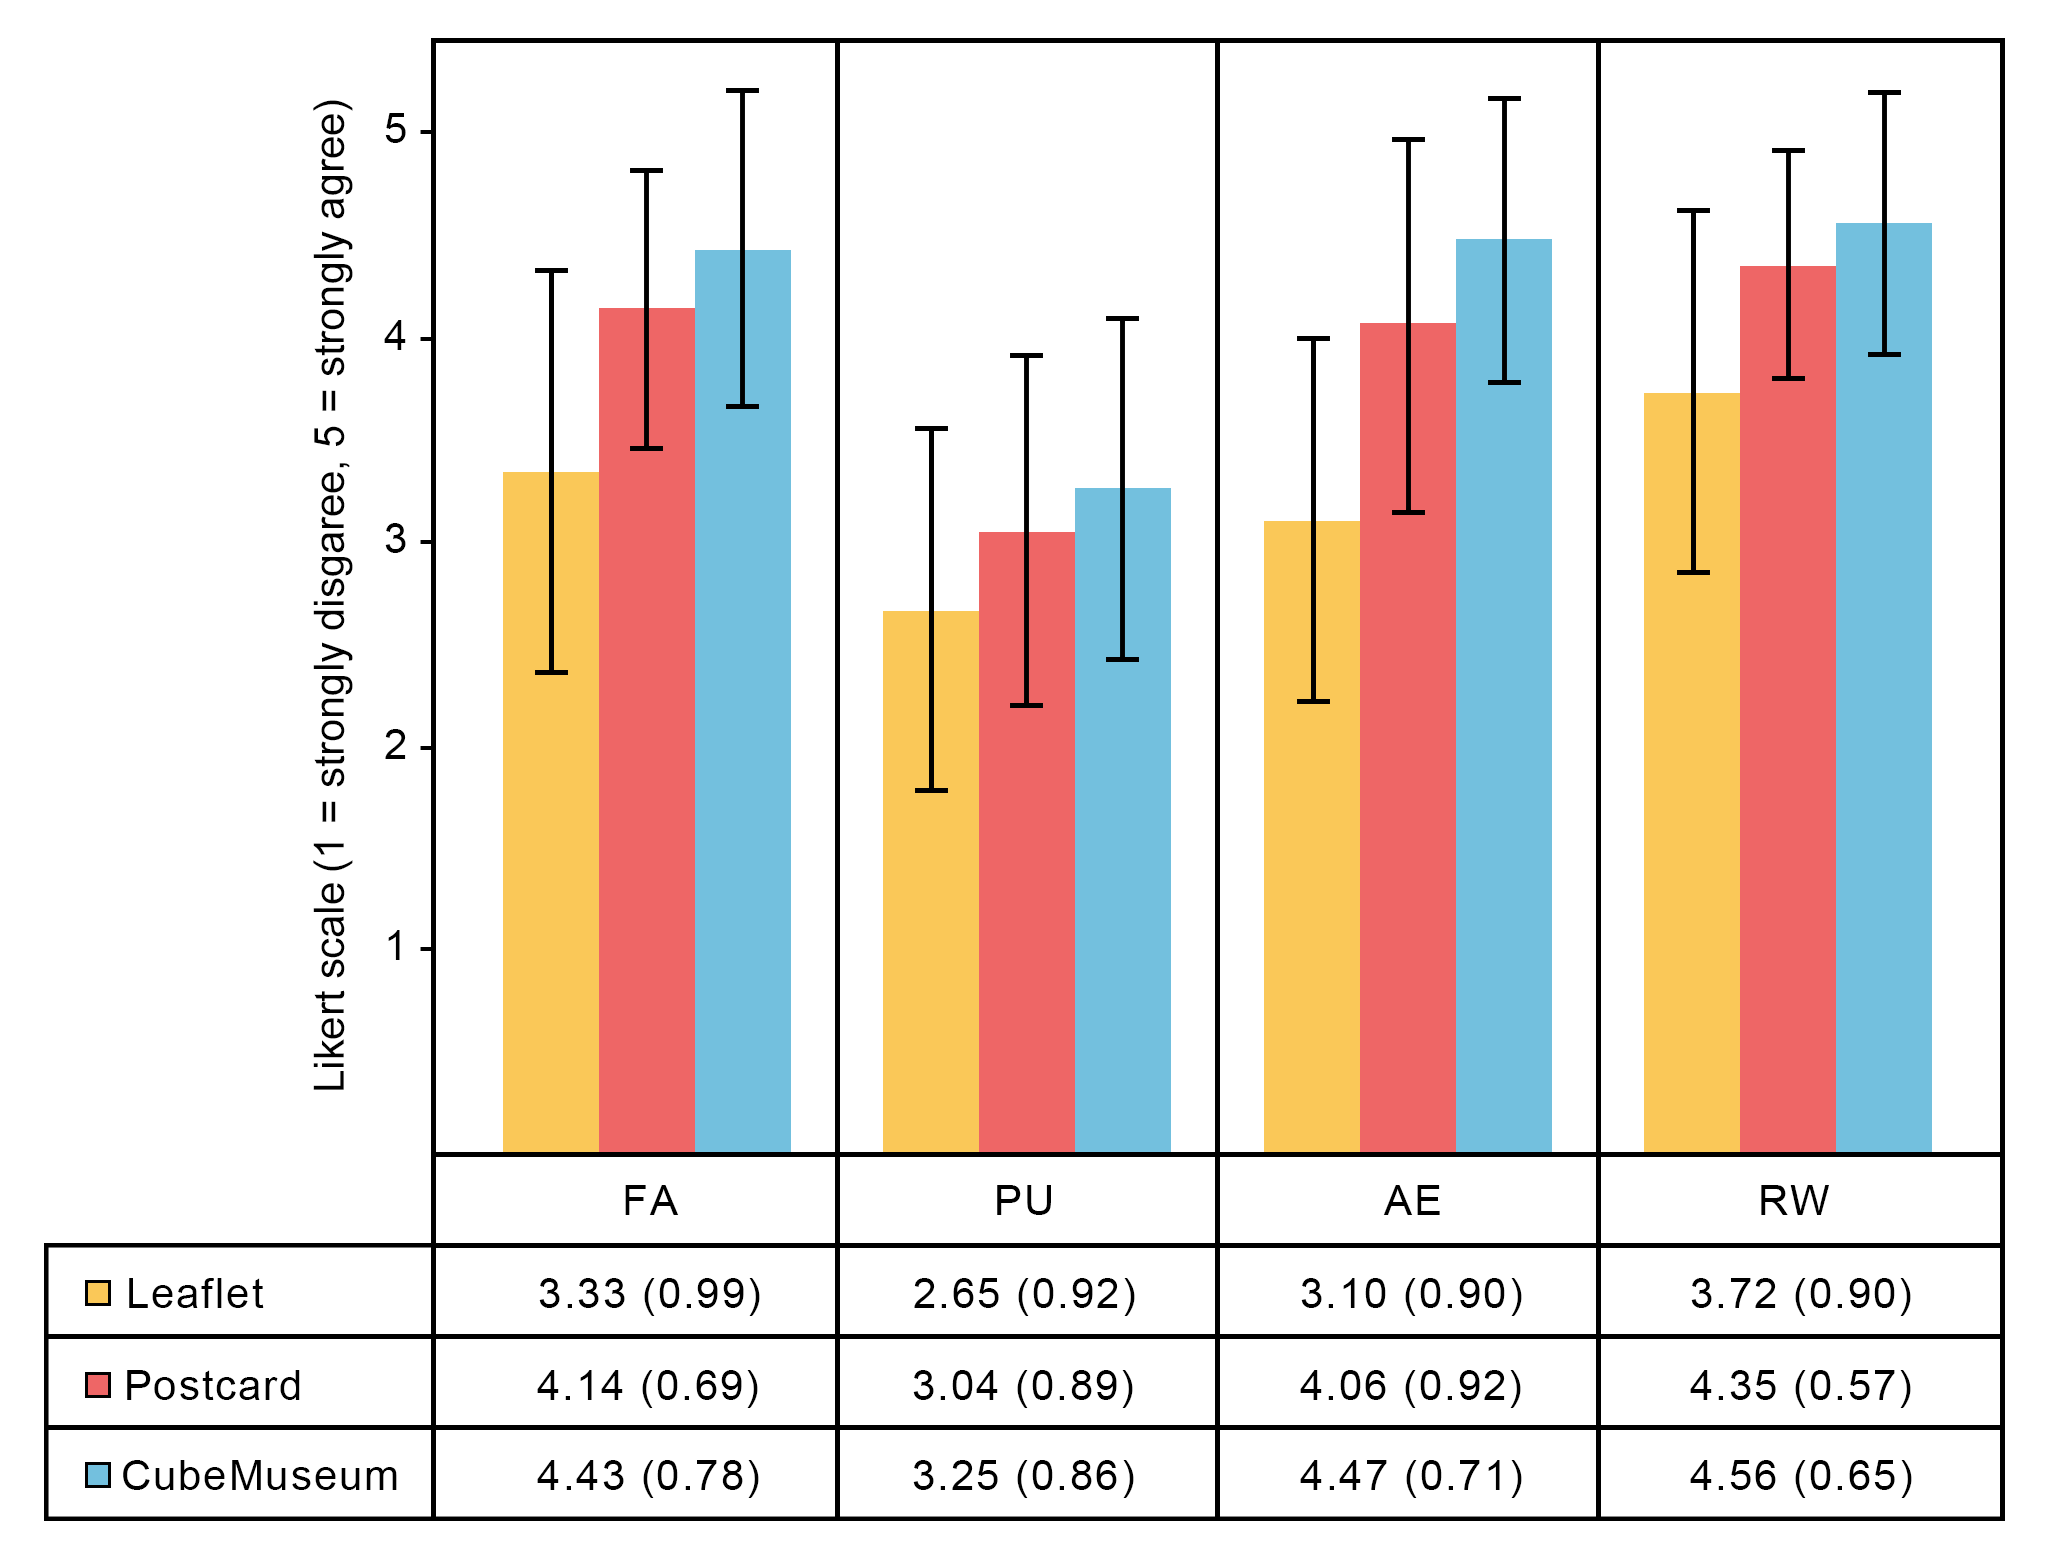 Likert scale (1 = strongly disgaree, 5 = strongly agree)
5
4
3
2
1
FA PU AE RW
Leaflet 3.33 (0.99) 2.65 (0.92) 3.10 (0.90) 3.72 (0.90)
Postcard 4.14 (0.69) 3.04 (0.89) 4.06 (0.92) 4.35 (0.57)
CubeMuseum 4.43 (0.78) 3.25 (0.86) 4.47 (0.71) 4.56 (0.65)